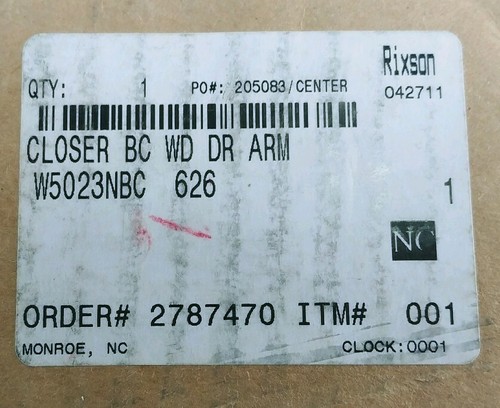 Rixson
QTY: 1 PO#: 205083/CENTER 042711
CLOSER BC WD DR ARM
W5023NBC 626 1
NC
ORDER# 2787470 ITM# 001
MONROE, NC CLOCK:0001